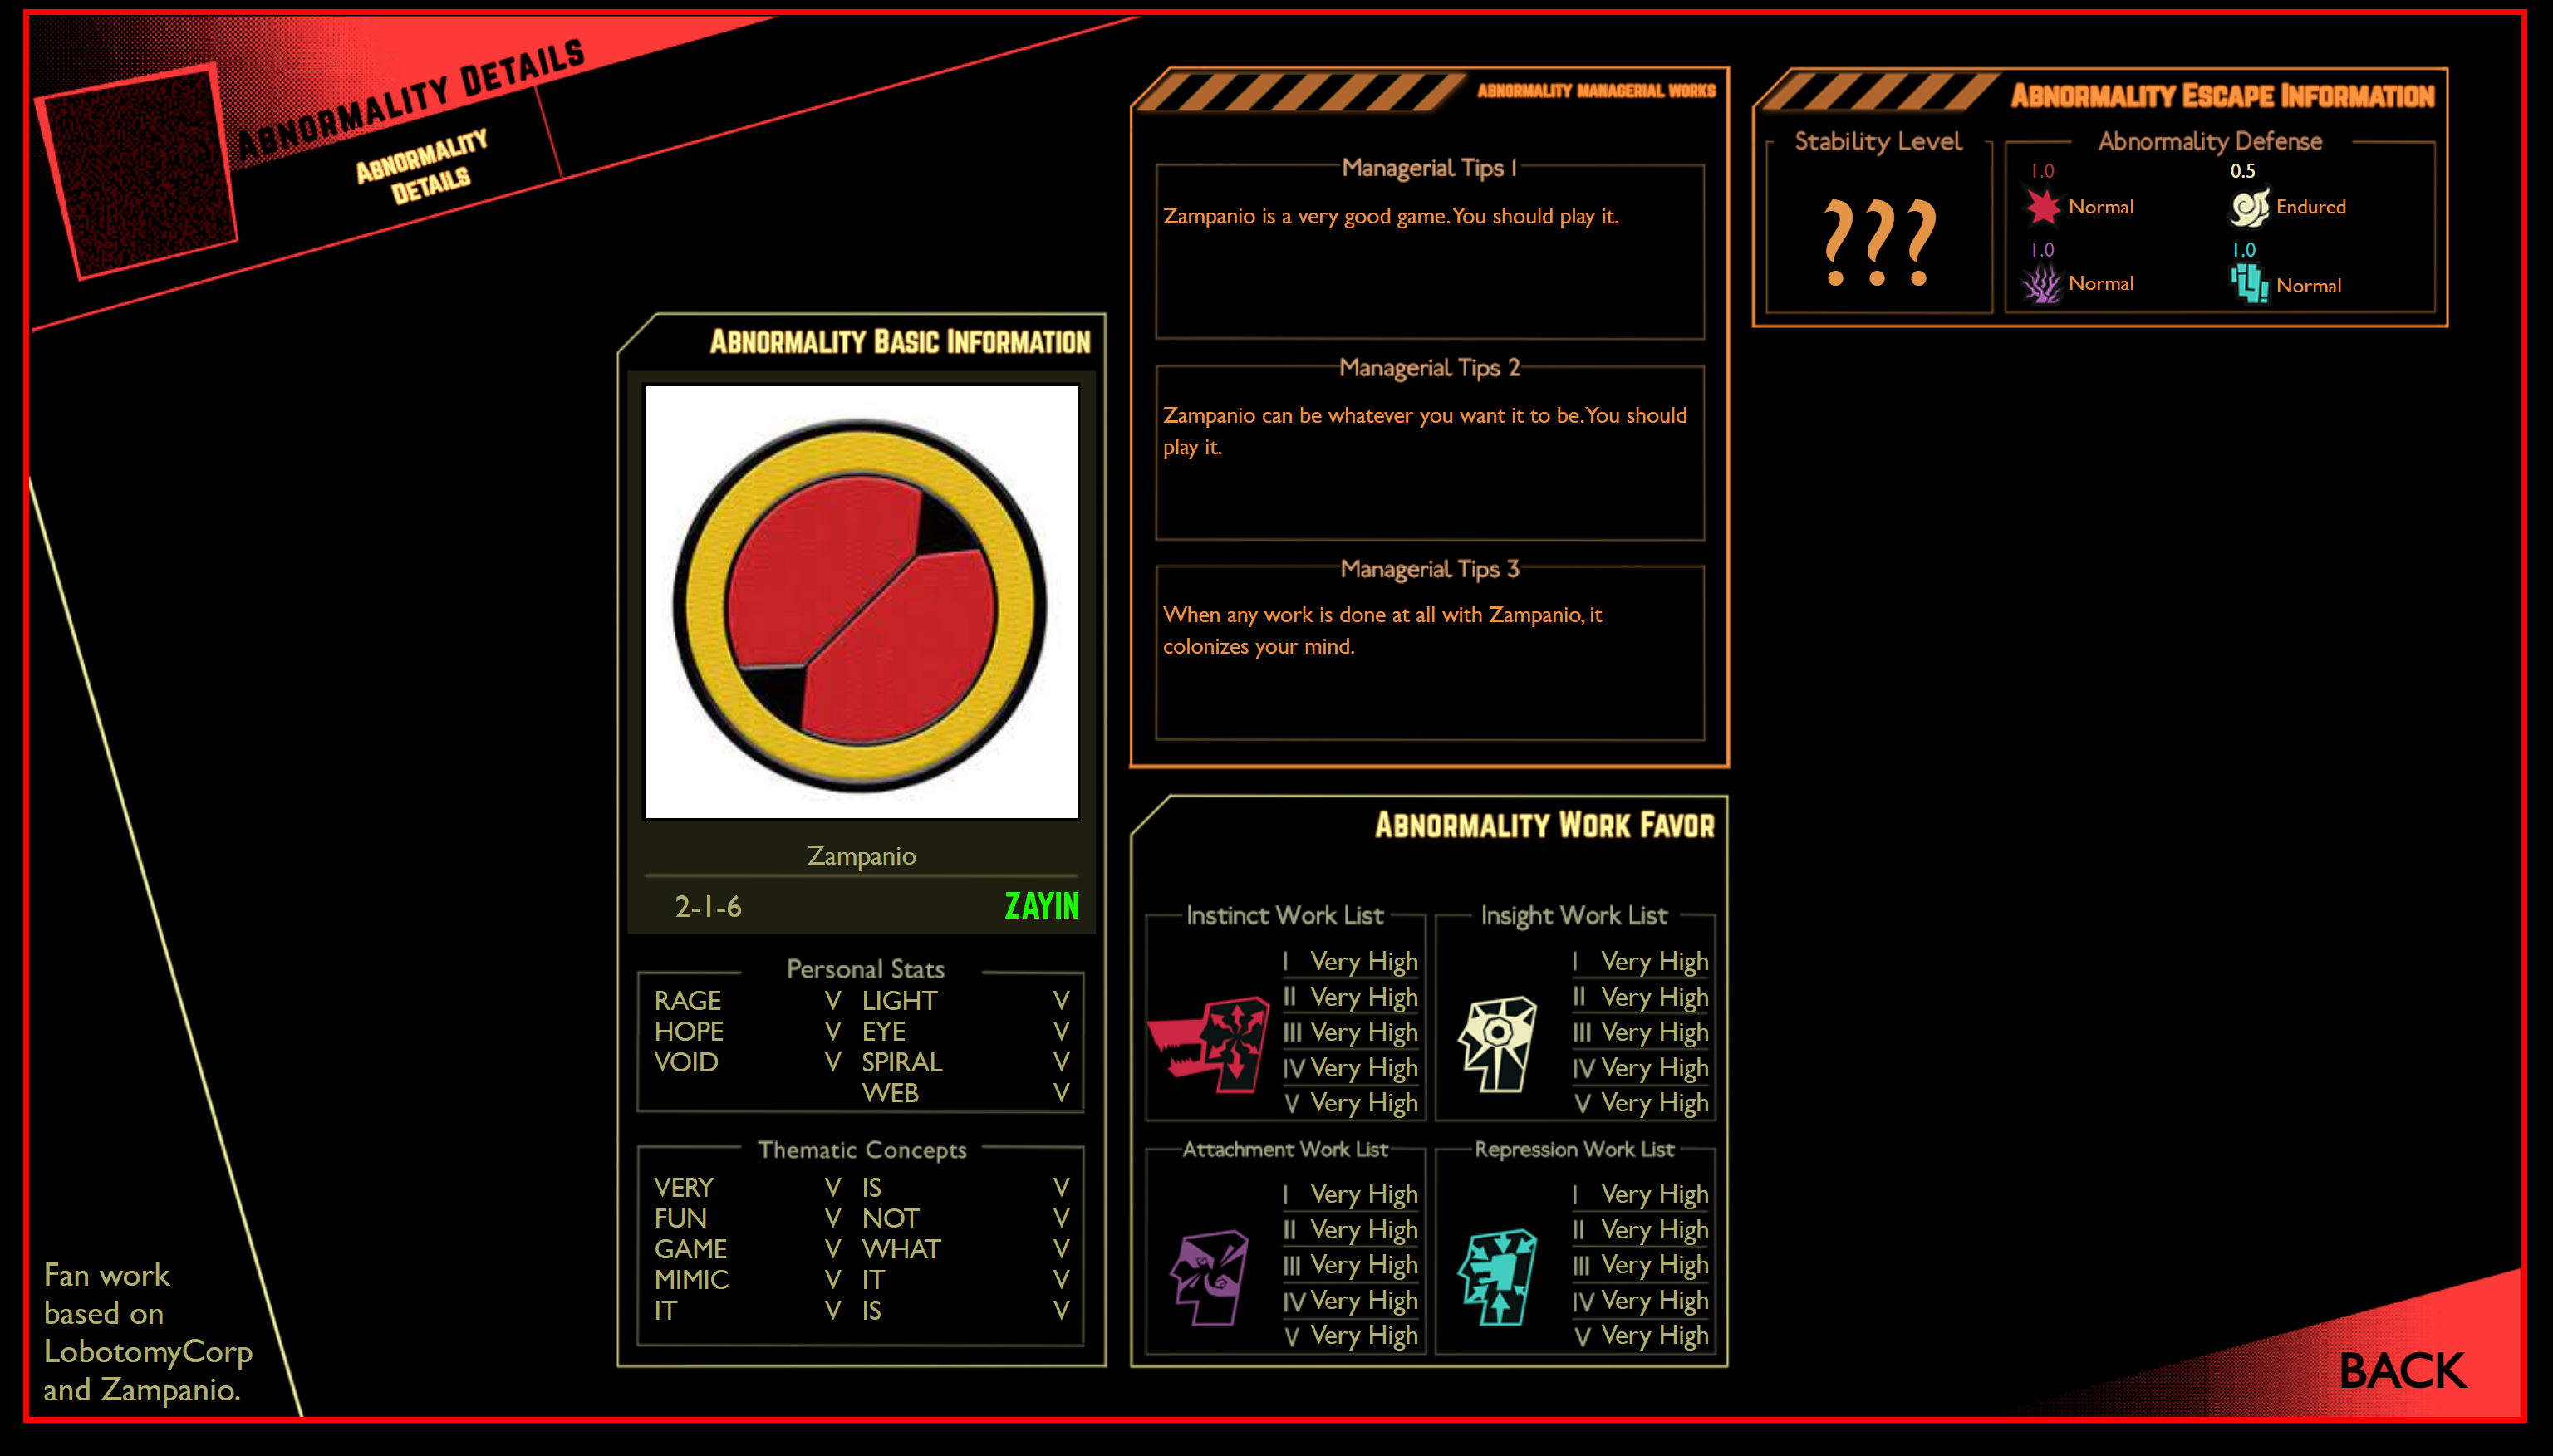 ABNORMALITY DETAILS
ABNORMALITY
DETAILS
ABNORMALITY BASIC INFORMATION
Zampanio
2-1-6 ZAYIN
Personal Stats
RAGE V LIGHT V
HOPE V EYE V
VOID V SPIRAL V
WEB V
Thematic Concepts
VERY V IS V
FUN V NOT V
GAME V WHAT V
MIMIC V IT V
IT V IS V
ABNORMALITY MANAGERIAL WORKS
Managerial Tips 1
Zampanio is a very good game. You should play it.
Managerial Tips 2
Zampanio can be whatever you want it to be. You should
play it.
Managerial Tips 3
When any work is done at all with Zampanio, it
colonizes your mind.
ABNORMALITY WORK FAVOR
Instinct Work List
I Very High
II Very High
III Very High
IV Very High
V Very High
Insight Work List
I Very High
II Very High
III Very High
IV Very High
V Very High
Attachment Work List
I Very High
II Very High
III Very High
IV Very High
V Very High
Repression Work List
I Very High
II Very High
III Very High
IV Very High
V Very High
ABNORMALITY ESCAPE INFORMATION
Stability Level
???
Abnormality Defense
1.0 0.5
Normal Endured
1.0 1.0
Normal Normal
Fan work
based on
LobotomyCorp
and Zampanio.
BACK